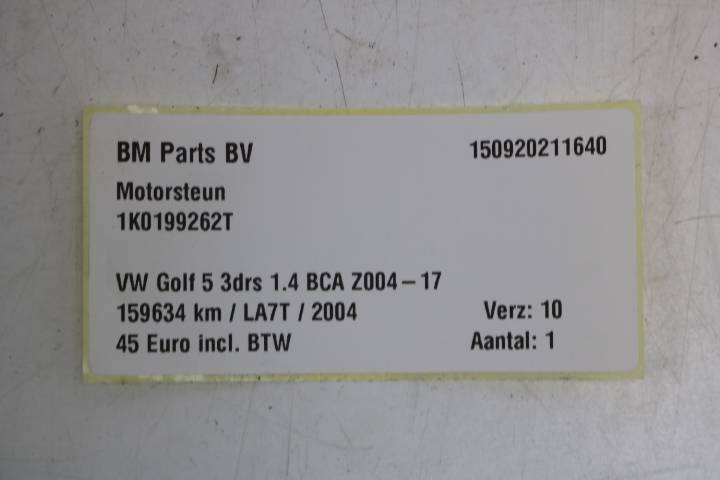 BM Parts BV 150920211640
Motorsteun
1K0199262T
VW Golf 5 3drs 1.4 BCA Z004-17
159634 km / LA7T / 2004 Verz: 10
45 Euro incl. BTW Aantal: 1